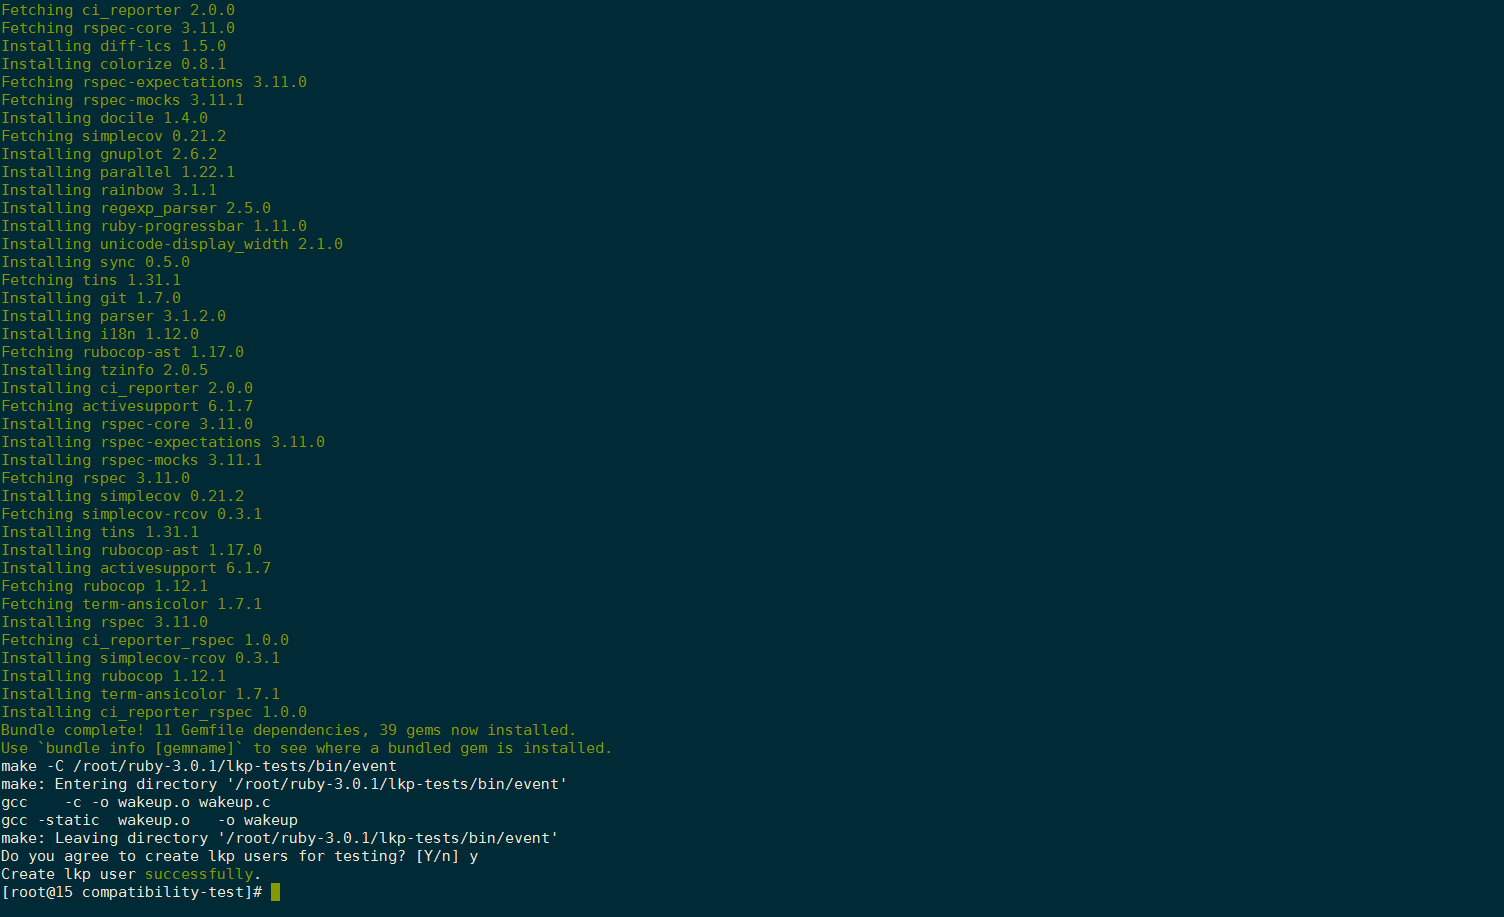 Fetching ci_reporter 2.0.0
Fetching rspec-core 3.11.0
Installing diff-lcs 1.5.0
Installing colorize 0.8.1
Fetching rspec-expectations 3.11.0
Fetching rspec-mocks 3.11.1
Installing docile 1.4.0
Fetching simplecov 0.21.2
Installing gnuplot 2.6.2
Installing parallel 1.22.1
Installing rainbow 3.1.1
Installing regexp_parser 2.5.0
Installing ruby-progressbar 1.11.0
Installing unicode-display_width 2.1.0
Installing sync 0.5.0
Fetching tins 1.31.1
Installing git 1.7.0
Installing parser 3.1.2.0
Installing i18n 1.12.0
Fetching rubocop-ast 1.17.0
Installing tzinfo 2.0.5
Installing ci_reporter 2.0.0
Fetching activesupport 6.1.7
Installing rspec-core 3.11.0
Installing rspec-expectations 3.11.0
Installing rspec-mocks 3.11.1
Fetching rspec 3.11.0
Installing simplecov 0.21.2
Fetching simplecov-rcov 0.3.1
Installing tins 1.31.1
Installing rubocop-ast 1.17.0
Installing activesupport 6.1.7
Fetching rubocop 1.12.1
Fetching term-ansicolor 1.7.1
Installing rspec 3.11.0
Fetching ci_reporter_rspec 1.0.0
Installing simplecov-rcov 0.3.1
Installing rubocop 1.12.1
Installing term-ansicolor 1.7.1
Installing ci_reporter_rspec 1.0.0
Bundle complete! 11 Gemfile dependencies, 39 gems now installed.
Use `bundle info [gemname]` to see where a bundled gem is installed.
make -C /root/ruby-3.0.1/lkp-tests/bin/event
make: Entering directory '/root/ruby-3.0.1/lkp-tests/bin/event'
gcc    -c -o wakeup.o wakeup.c
gcc -static  wakeup.o   -o wakeup
make: Leaving directory '/root/ruby-3.0.1/lkp-tests/bin/event'
Do you agree to create lkp users for testing? [Y/n] y
Create lkp user successfully.
[root@15 compatibility-test]#